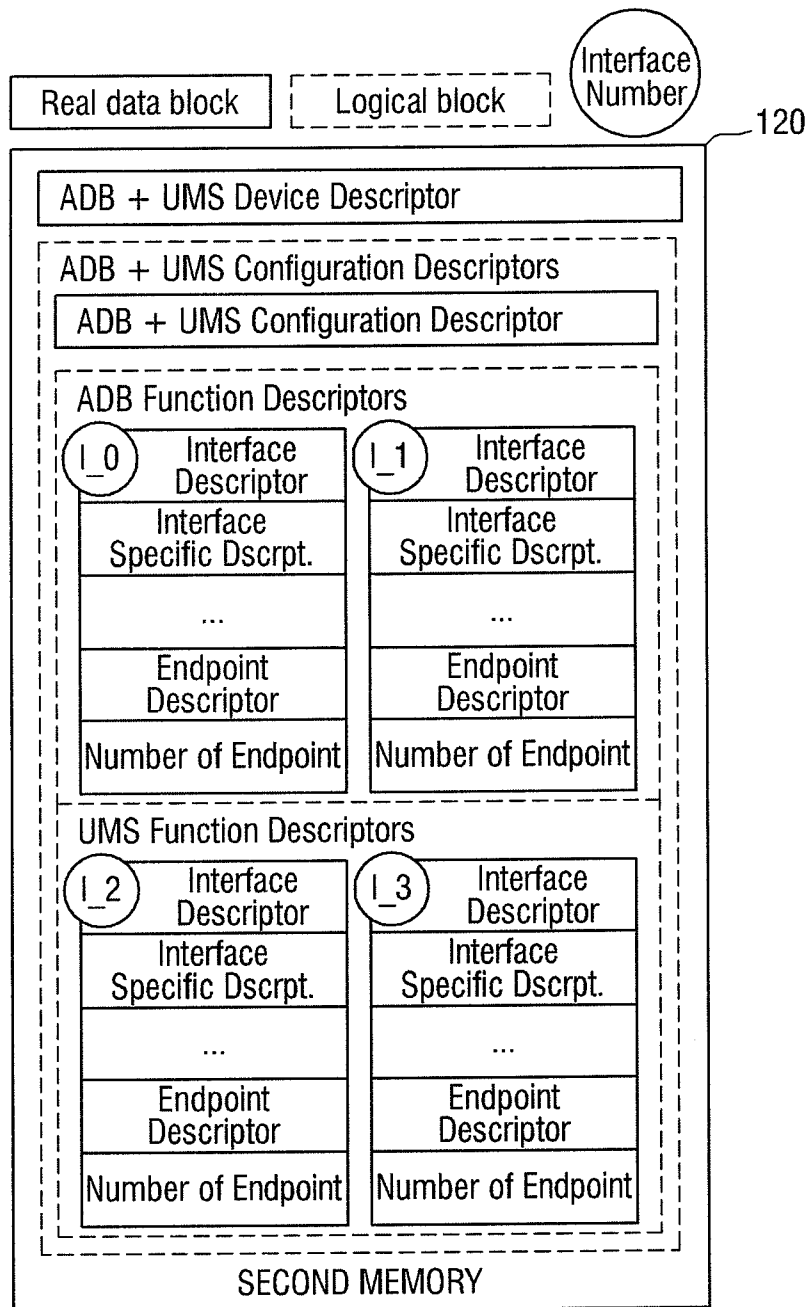 Interface
Number
Real data block
Logical block
120
ADB + UMS Device Descriptor
ADB + UMS Configuration Descriptors
ADB + UMS Configuration Descriptor
ADB Function Descriptors
I_0
Interface
Descriptor
Interface
Specific Dscrpt.
...
Endpoint
Descriptor
Number of Endpoint
I_1
Interface
Descriptor
Interface
Specific Dscrpt.
...
Endpoint
Descriptor
Number of Endpoint
UMS Function Descriptors
I_2
Interface
Descriptor
Interface
Specific Dscrpt.
...
Endpoint
Descriptor
Number of Endpoint
I_3
Interface
Descriptor
Interface
Specific Dscrpt.
...
Endpoint
Descriptor
Number of Endpoint
SECOND MEMORY